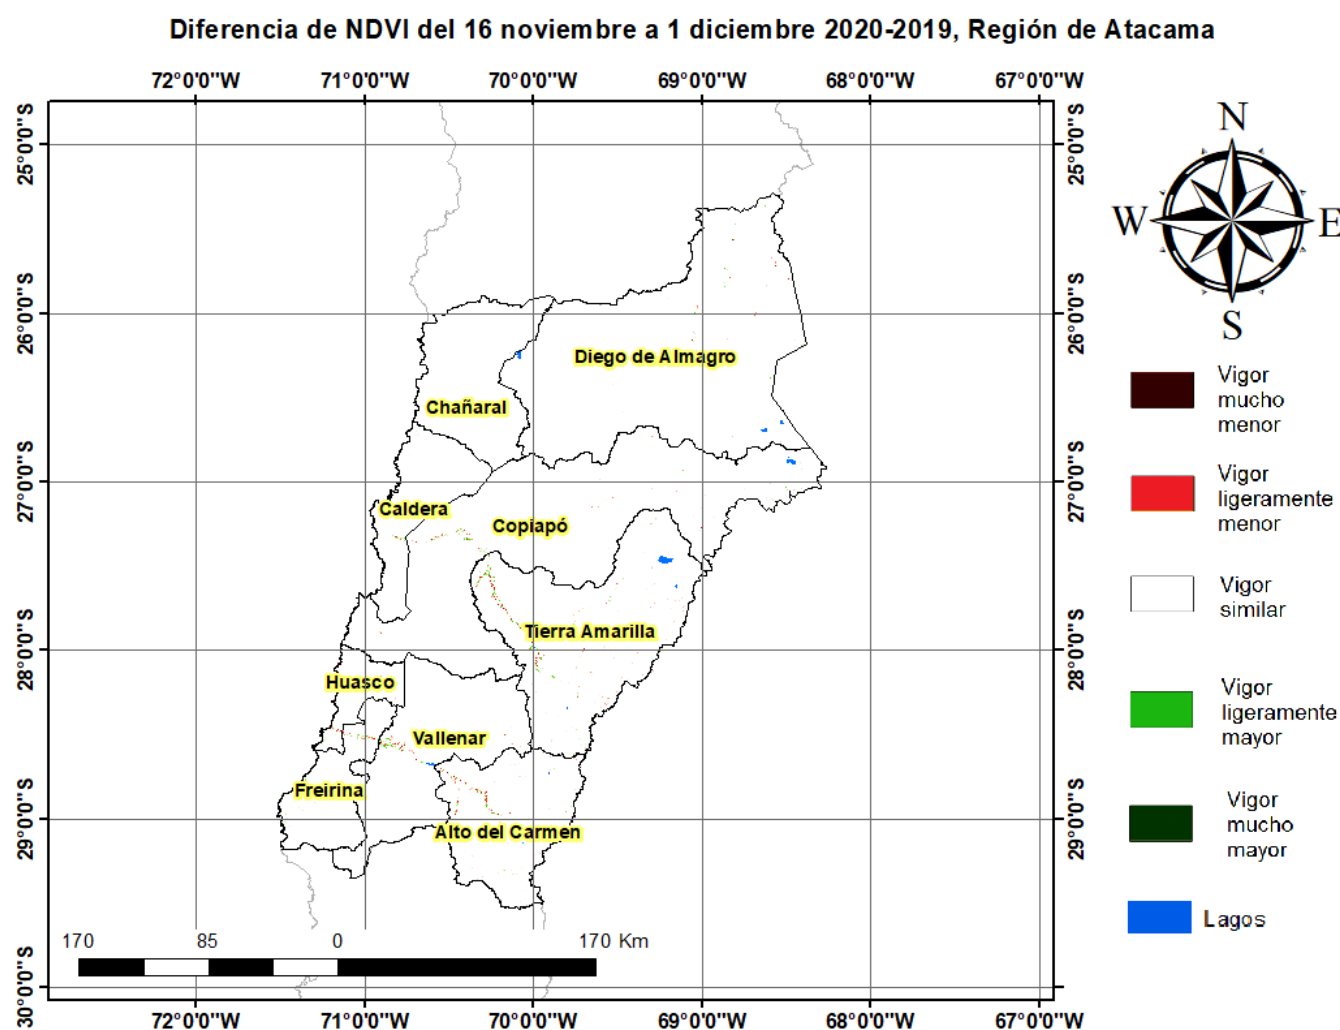 Diferencia de NDVI del 16 noviembre a 1 diciembre 2020-2019, Región de Atacama
72°0'0"W 71°0'0"W 70°0'0"W 69°0'0"W 68°0'0"W 67°0'0"W
25°0'0"S
25°0'0"S
26°0'0"S
26°0'0"S
27°0'0"S
27°0'0"S
28°0'0"S
28°0'0"S
29°0'0"S
29°0'0"S
30°0'0"S
Diego de Almagro
Chañaral
Caldera
Copiapó
Tierra Amarilla
Huasco
Vallenar
Freirina
Alto del Carmen
170 85 0 170 Km
72°0'0"W 71°0'0"W 70°0'0"W 69°0'0"W 68°0'0"W 67°0'0"W
N
W
E
S
Vigor
mucho
menor
Vigor
ligeramente
menor
Vigor
similar
Vigor
ligeramente
mayor
Vigor
mucho
mayor
Lagos